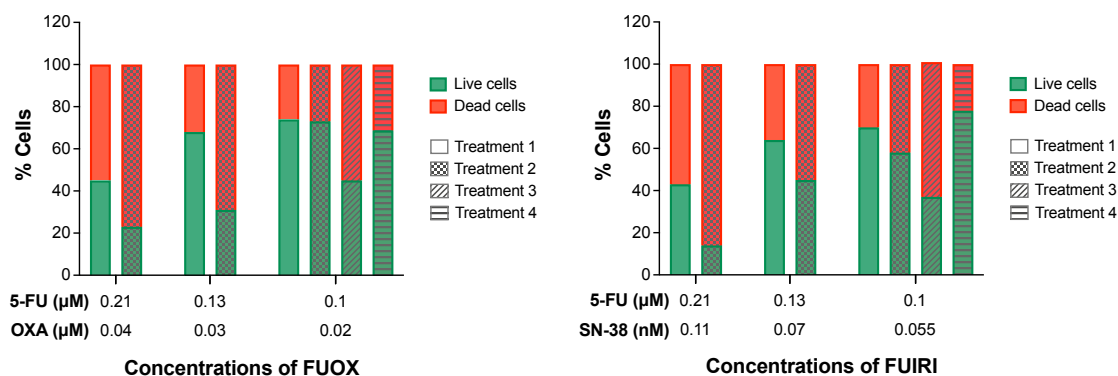 120
100
80
60
40
20
0
% Cells
Live cells
Dead cells
Treatment 1
Treatment 2
Treatment 3
Treatment 4
5-FU (µM) 0.21 0.13 0.1
OXA (µM) 0.04 0.03 0.02
Concentrations of FUOX
120
100
80
60
40
20
0
% Cells
Live cells
Dead cells
Treatment 1
Treatment 2
Treatment 3
Treatment 4
5-FU (µM) 0.21 0.13 0.1
SN-38 (nM) 0.11 0.07 0.055
Concentrations of FUIRI